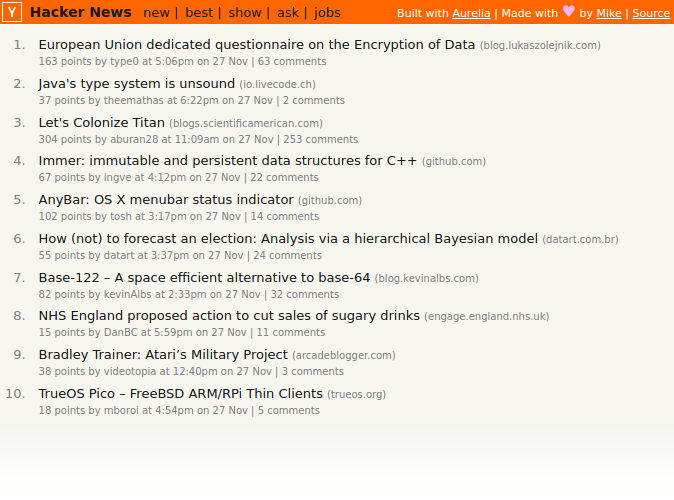 Y Hacker News new | best | show | ask | jobs Built with Aurelia | Made with ♥ by Mike | Source
1. European Union dedicated questionnaire on the Encryption of Data (blog.lukaszolejnik.com)
163 points by type0 at 5:06pm on 27 Nov | 63 comments
2. Java's type system is unsound (io.livecode.ch)
37 points by theemathas at 6:22pm on 27 Nov | 2 comments
3. Let's Colonize Titan (blogs.scientificamerican.com)
304 points by aburan28 at 11:09am on 27 Nov | 253 comments
4. Immer: immutable and persistent data structures for C++ (github.com)
67 points by ingve at 4:12pm on 27 Nov | 22 comments
5. AnyBar: OS X menubar status indicator (github.com)
102 points by tosh at 3:17pm on 27 Nov | 14 comments
6. How (not) to forecast an election: Analysis via a hierarchical Bayesian model (datart.com.br)
55 points by datart at 3:37pm on 27 Nov | 24 comments
7. Base-122 – A space efficient alternative to base-64 (blog.kevinalbs.com)
82 points by kevinAlbs at 2:33pm on 27 Nov | 32 comments
8. NHS England proposed action to cut sales of sugary drinks (engage.england.nhs.uk)
15 points by DanBC at 5:59pm on 27 Nov | 11 comments
9. Bradley Trainer: Atari’s Military Project (arcadeblogger.com)
38 points by videotopia at 12:40pm on 27 Nov | 3 comments
10. TrueOS Pico – FreeBSD ARM/RPi Thin Clients (trueos.org)
18 points by mboroi at 4:54pm on 27 Nov | 5 comments